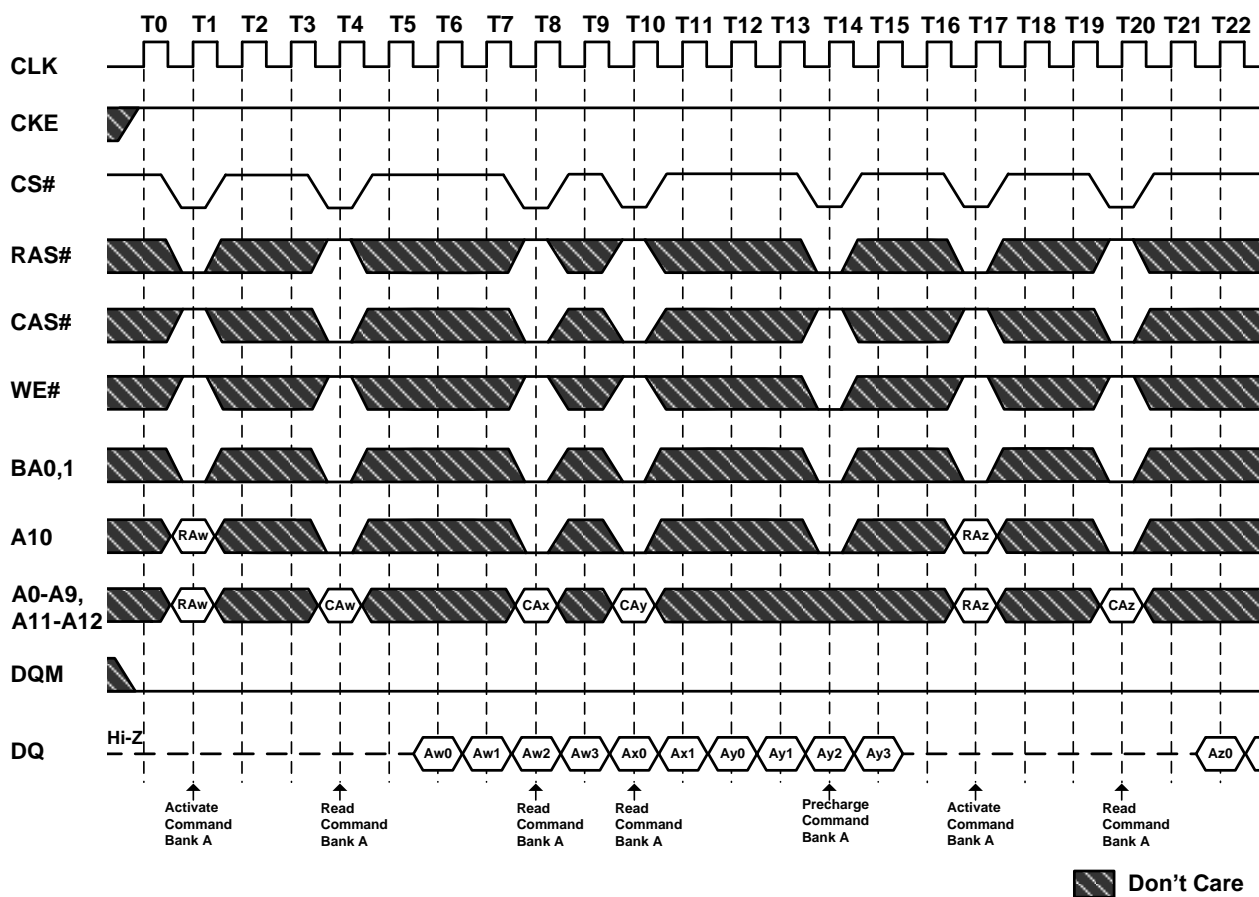 T0 T1 T2 T3 T4 T5 T6 T7 T8 T9 T10 T11 T12 T13 T14 T15 T16 T17 T18 T19 T20 T21 T22
CLK
CKE
CS#
RAS#
CAS#
WE#
BA0,1
A10
RAw RAz
A0-A9,
A11-A12
RAw CAw CAx CAy RAz CAz
DQM
DQ
Hi-Z
Aw0 Aw1 Aw2 Aw3 Ax0 Ax1 Ay0 Ay1 Ay2 Ay3 Az0
Activate
Command
Bank A
Read
Command
Bank A
Read
Command
Bank A
Read
Command
Bank A
Precharge
Command
Bank A
Activate
Command
Bank A
Read
Command
Bank A
Don't Care